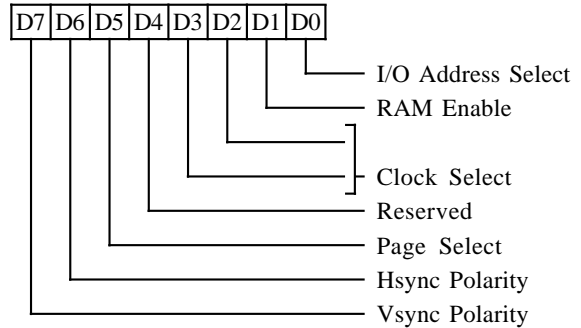 D7 D6 D5 D4 D3 D2 D1 D0
I/O Address Select
RAM Enable
Clock Select
Reserved
Page Select
Hsync Polarity
Vsync Polarity